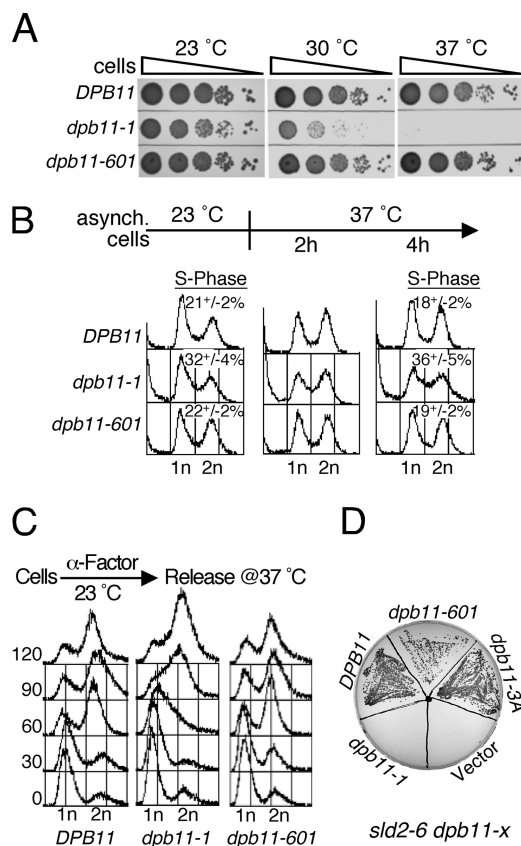 A
23 °C 30 °C 37 °C
cells
DPB11
dpb11-1
dpb11-601
B
asynch. cells 23 °C 37 °C
2h 4h
S-Phase S-Phase
DPB11 21+/-2% 18+/-2%
dpb11-1 32+/-4% 36+/-5%
dpb11-601 22+/-2% 19+/-2%
1n 2n 1n 2n 1n 2n
C
α-Factor
Cells Release @37 °C
23 °C
120
90
60
30
0
1n 2n 1n 2n 1n 2n
DPB11 dpb11-1 dpb11-601
D
dpb11-601
DPB11
dpb11-3A
dpb11-1
Vector
sld2-6 dpb11-x